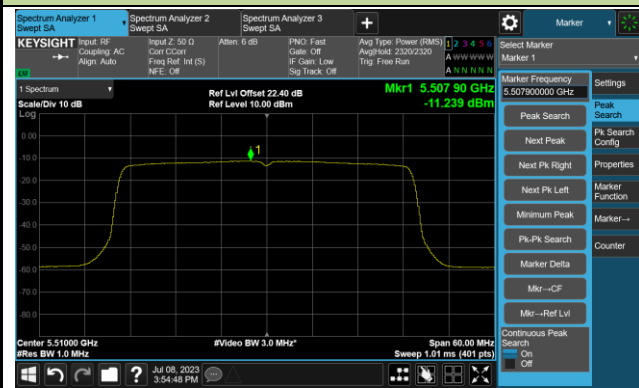 Spectrum Analyzer 1
Swept SA
Spectrum Analyzer 2
Swept SA
Spectrum Analyzer 3
Swept SA
+
Marker
KEYSIGHT
Input: RF
Coupling: AC
Align: Auto
Input Z: 50 Ω
Corr CCorr
Freq Ref: Int (S)
NFE: Off
Atten: 6 dB
PNO: Fast
Gate: Off
IF Gain: Low
Sig Track: Off
Avg Type: Power (RMS)
Avg|Hold: 2320/2320
Trig: Free Run
1 2 3 4 5 6
A W W W W W
A N N N N N
LXI
1 Spectrum
Scale/Div 10 dB
Log
Ref Lvl Offset 22.40 dB
Ref Level 10.00 dBm
Mkr1 5.507 90 GHz
-11.239 dBm
1
0.00
-10.0
-20.0
-30.0
-40.0
-50.0
-60.0
-70.0
-80.0
Center 5.51000 GHz
#Res BW 1.0 MHz
#Video BW 3.0 MHz*
Span 60.00 MHz
Sweep 1.01 ms (401 pts)
Select Marker
Marker 1
Marker Frequency
5.507900000 GHz
Peak Search
Next Peak
Next Pk Right
Next Pk Left
Minimum Peak
Pk-Pk Search
Marker Delta
Mkr→CF
Mkr→Ref Lvl
Continuous Peak
Search
On
Off
Settings
Peak
Search
Pk Search
Config
Properties
Marker
Function
Marker→
Counter
?
Jul 08, 2023
3:54:48 PM